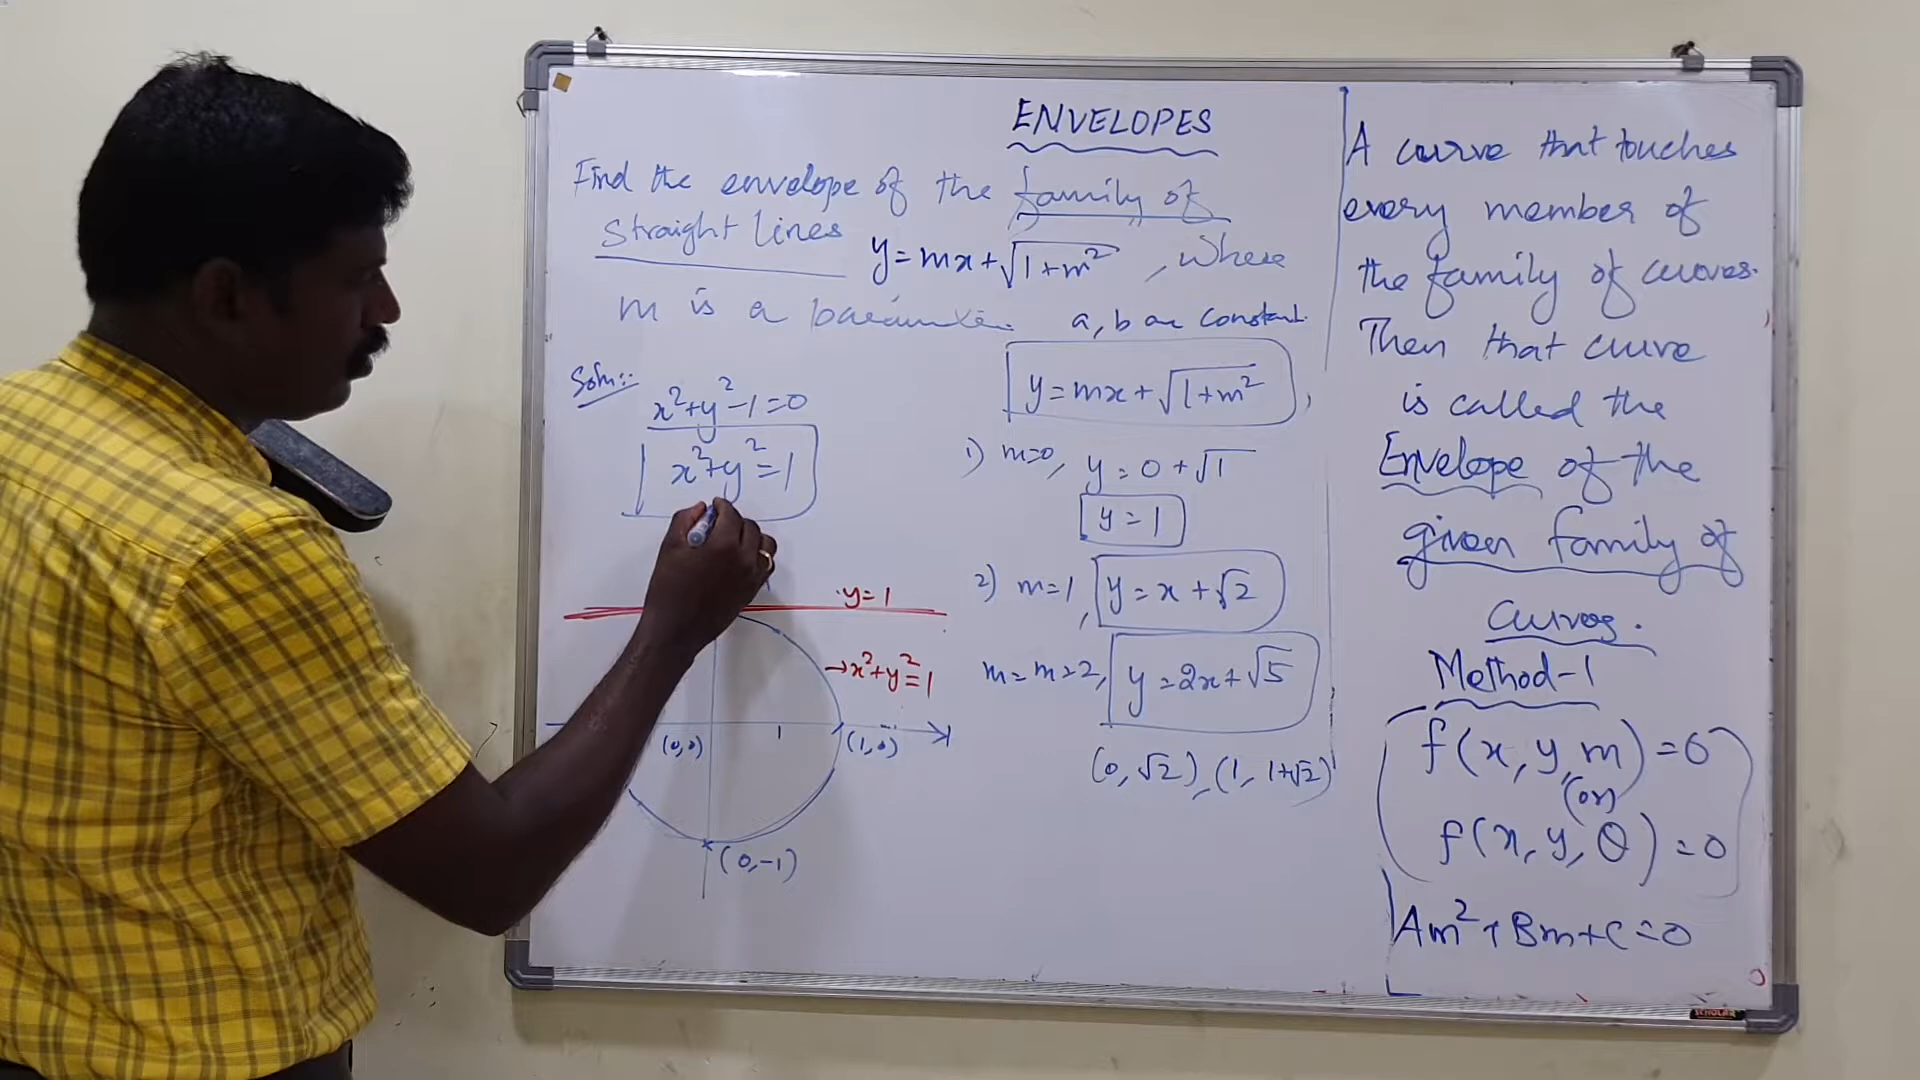 ENVELOPES
Find the envelope of the family of
straight lines y=mx+√1+m², where
m is a
a, b are constant.
Soln:-
x²+y²-1=0
x²+y²=1
y=1
→x²+y²=1
(0,0)
1
(1,0)
(0,-1)
y=mx+√1+m²,
1) m=0, y=0+√1
y=1
2) m=1, y=x+√2
m=m=2, y=2x+√5
(0,√2), (1, 1+√2)
A curve that touches
every member of
the family of curves.
Then that curve
is called the
Envelope of the
given family of
Curves.
Method-1
f(x,y,m)=0
(or)
f(x,y,θ)=0
Am²+Bm+C=0
SCHOLAR